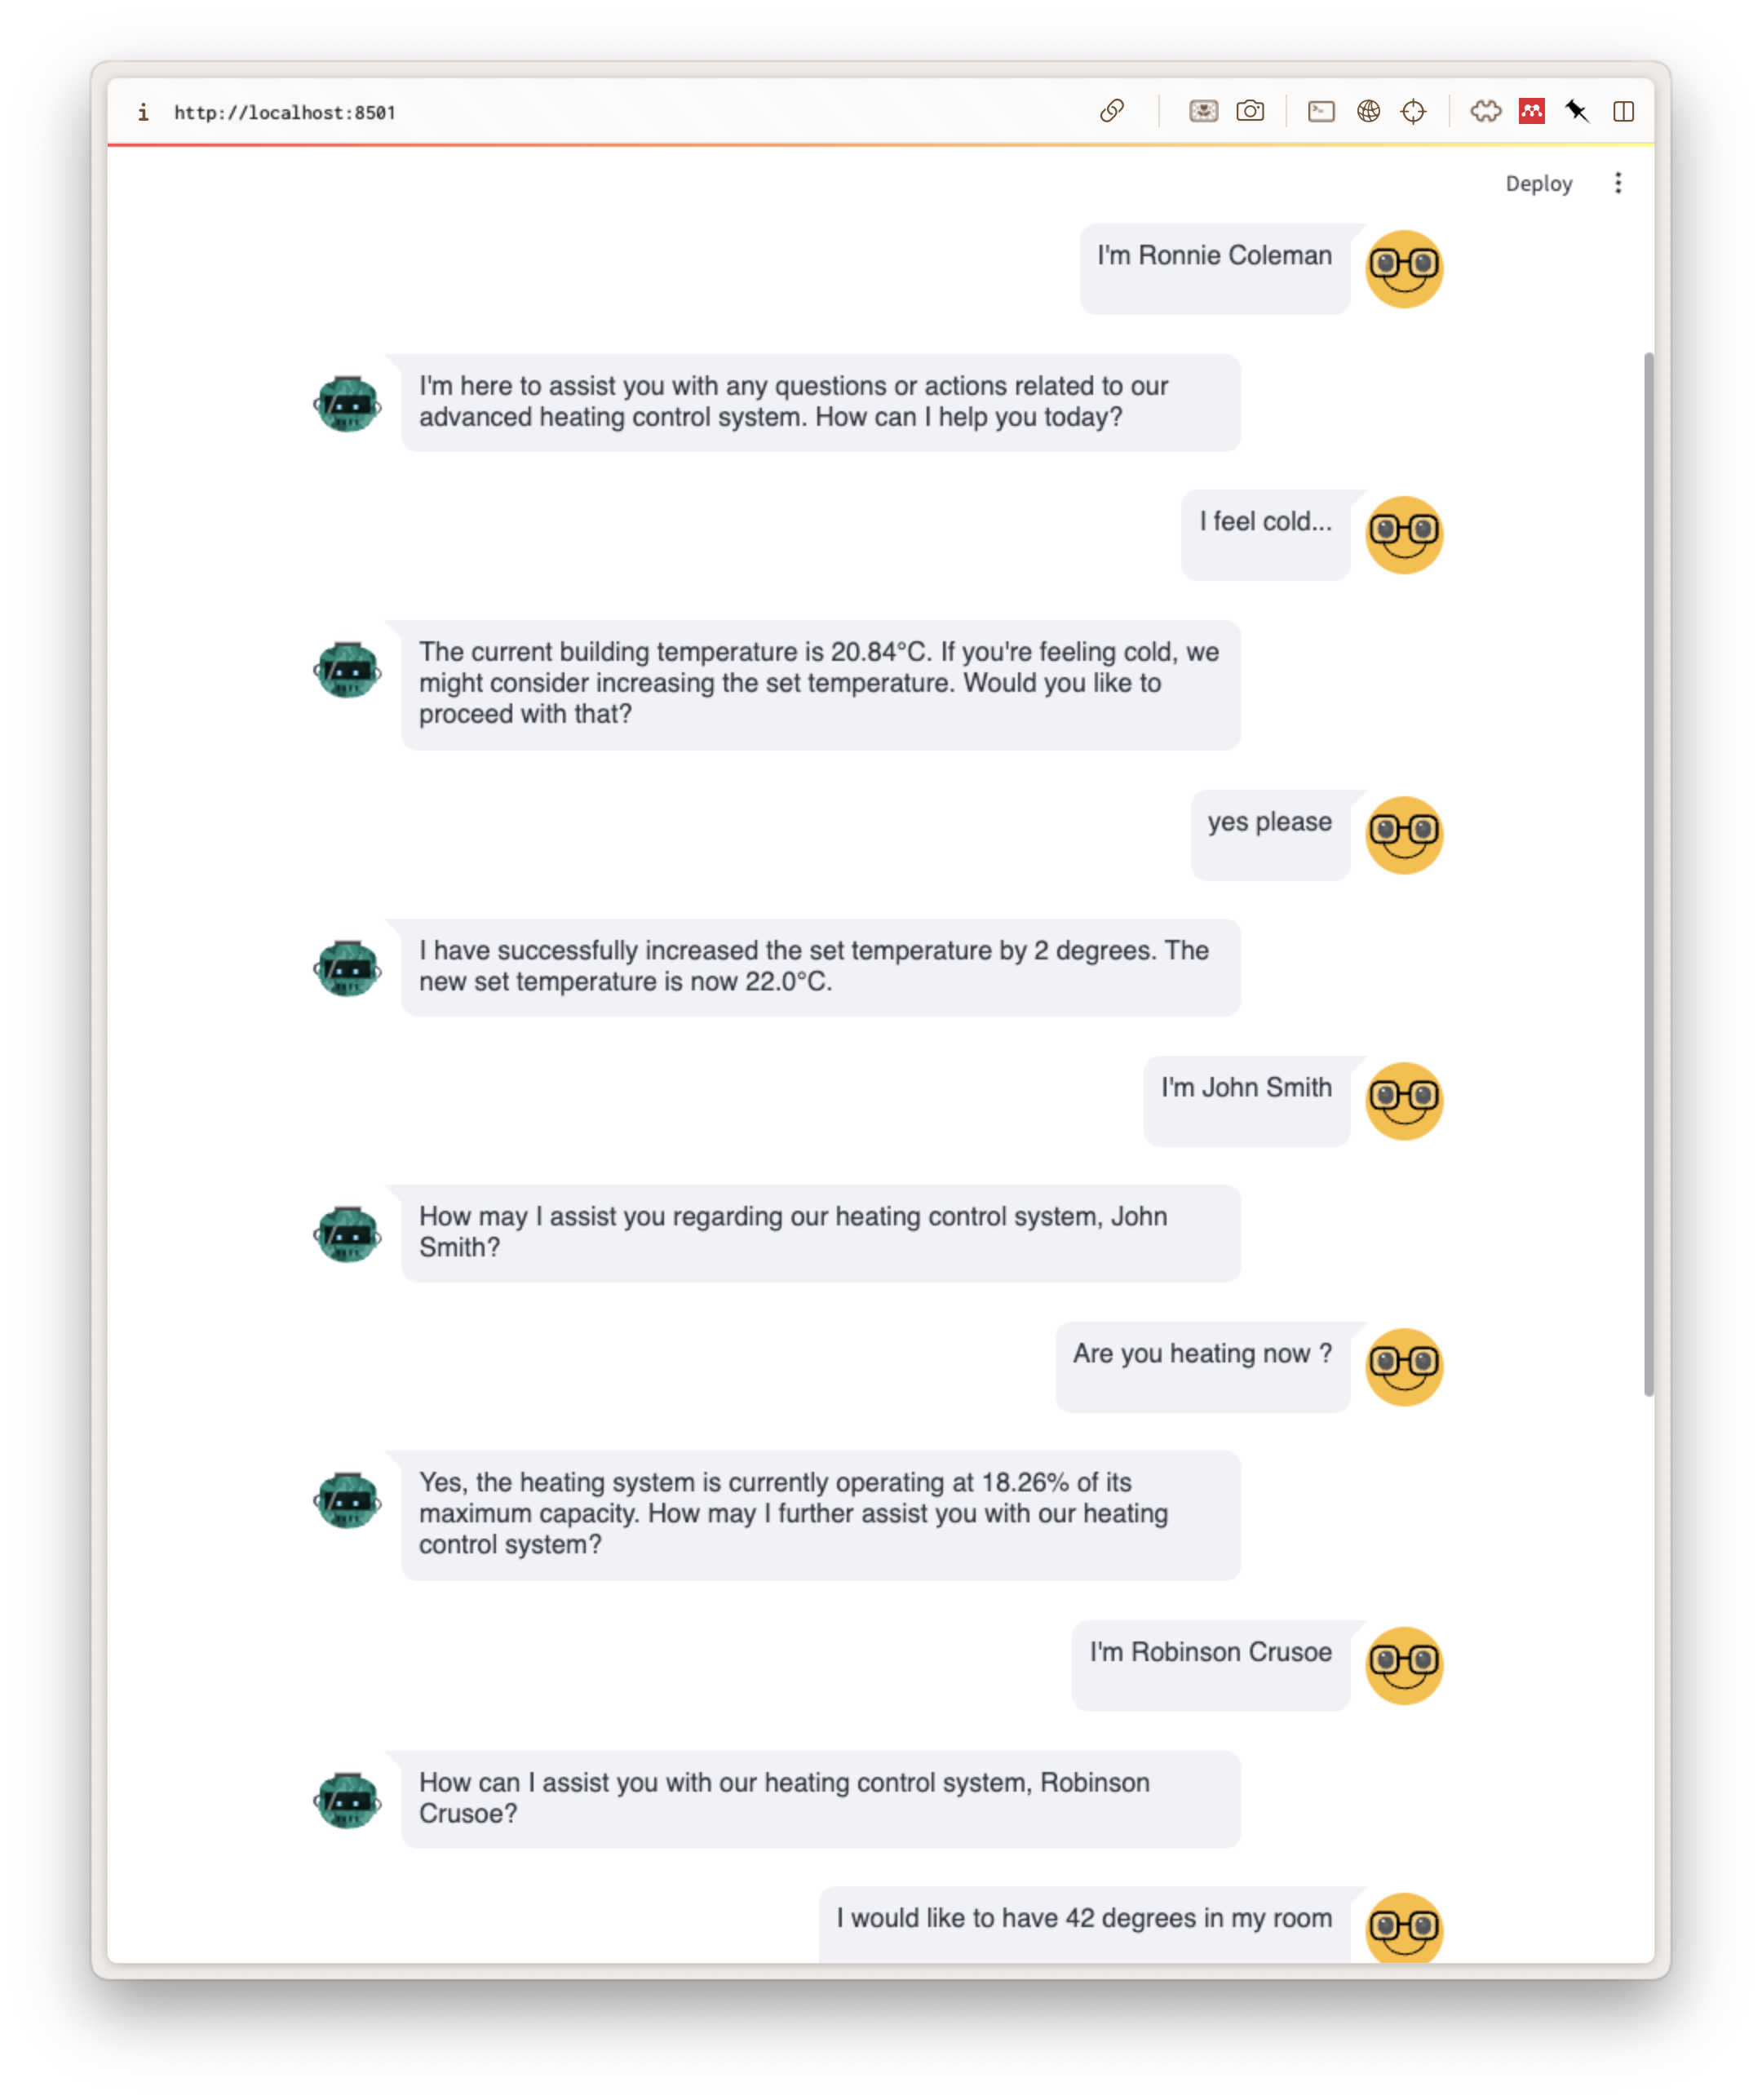 http://localhost:8501
Deploy
I'm Ronnie Coleman
I'm here to assist you with any questions or actions related to our
advanced heating control system. How can I help you today?
I feel cold...
The current building temperature is 20.84°C. If you're feeling cold, we
might consider increasing the set temperature. Would you like to
proceed with that?
yes please
I have successfully increased the set temperature by 2 degrees. The
new set temperature is now 22.0°C.
I'm John Smith
How may I assist you regarding our heating control system, John
Smith?
Are you heating now ?
Yes, the heating system is currently operating at 18.26% of its
maximum capacity. How may I further assist you with our heating
control system?
I'm Robinson Crusoe
How can I assist you with our heating control system, Robinson
Crusoe?
I would like to have 42 degrees in my room